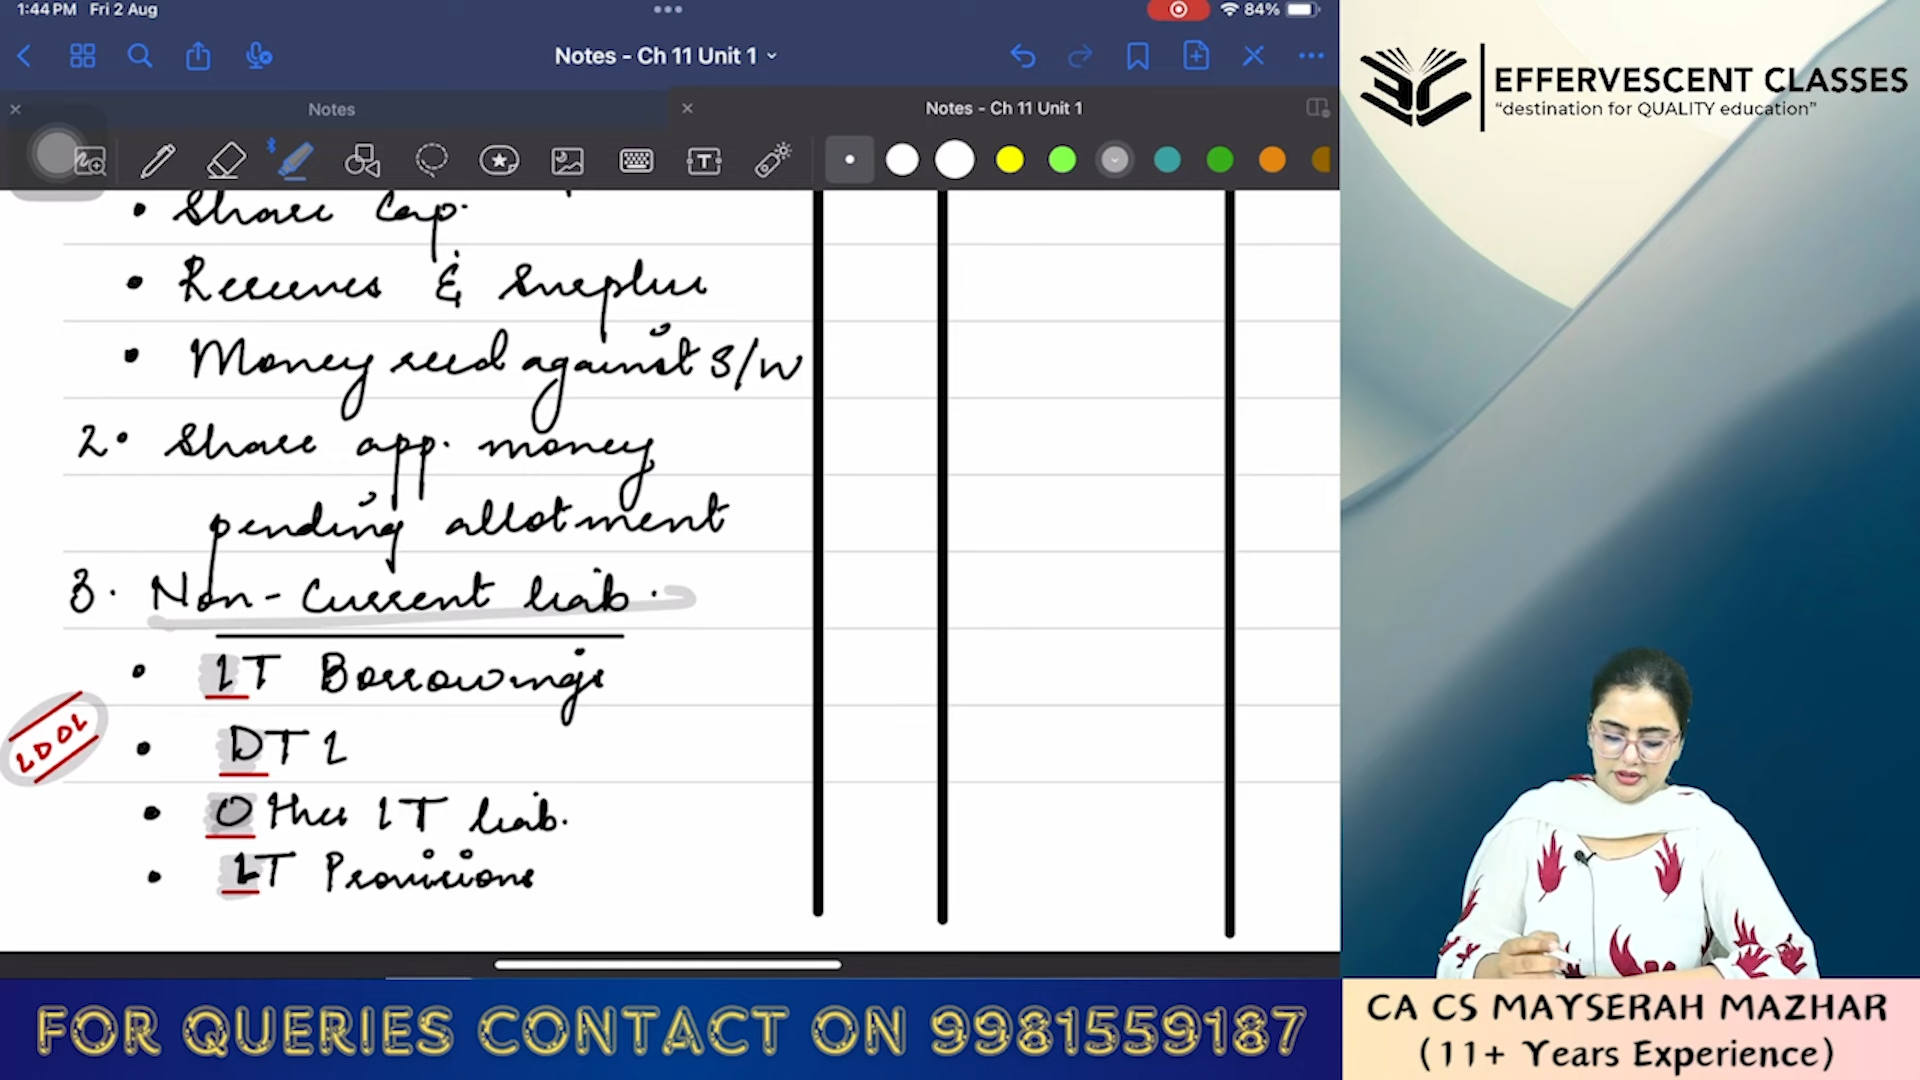 1:44 PM Fri 2 Aug
84%
Notes - Ch 11 Unit 1
Notes
Notes - Ch 11 Unit 1
• Share Cap.
• Reserves & Surplus
• Money recd against S/W
2. Share app. money
pending allotment
3. Non-Current liab.
• LT Borrowings
LDOL
• DTL
• Other LT liab.
• LT Provisions
EFFERVESCENT CLASSES
"destination for QUALITY education"
FOR QUERIES CONTACT ON 9981559187
CA CS MAYSERAH MAZHAR
(11+ Years Experience)